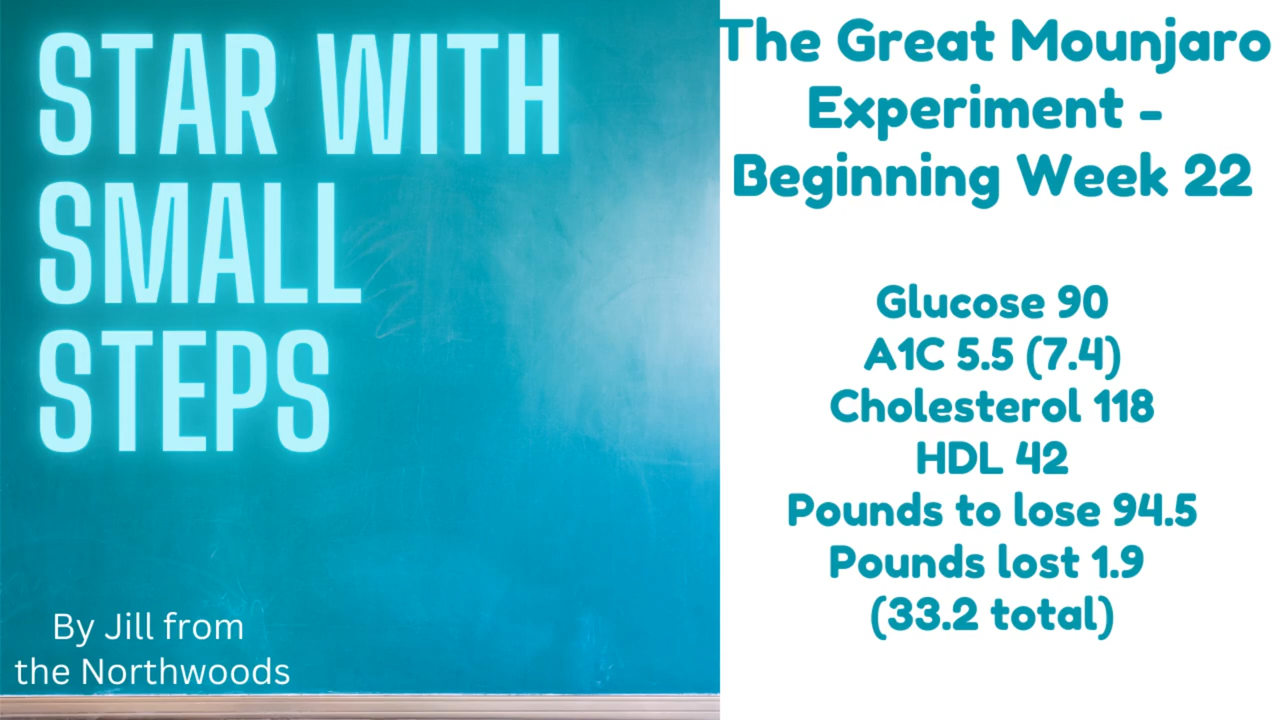 STAR WITH
SMALL
STEPS
By Jill from
the Northwoods
The Great Mounjaro
Experiment -
Beginning Week 22
Glucose 90
A1C 5.5 (7.4)
Cholesterol 118
HDL 42
Pounds to lose 94.5
Pounds lost 1.9
(33.2 total)